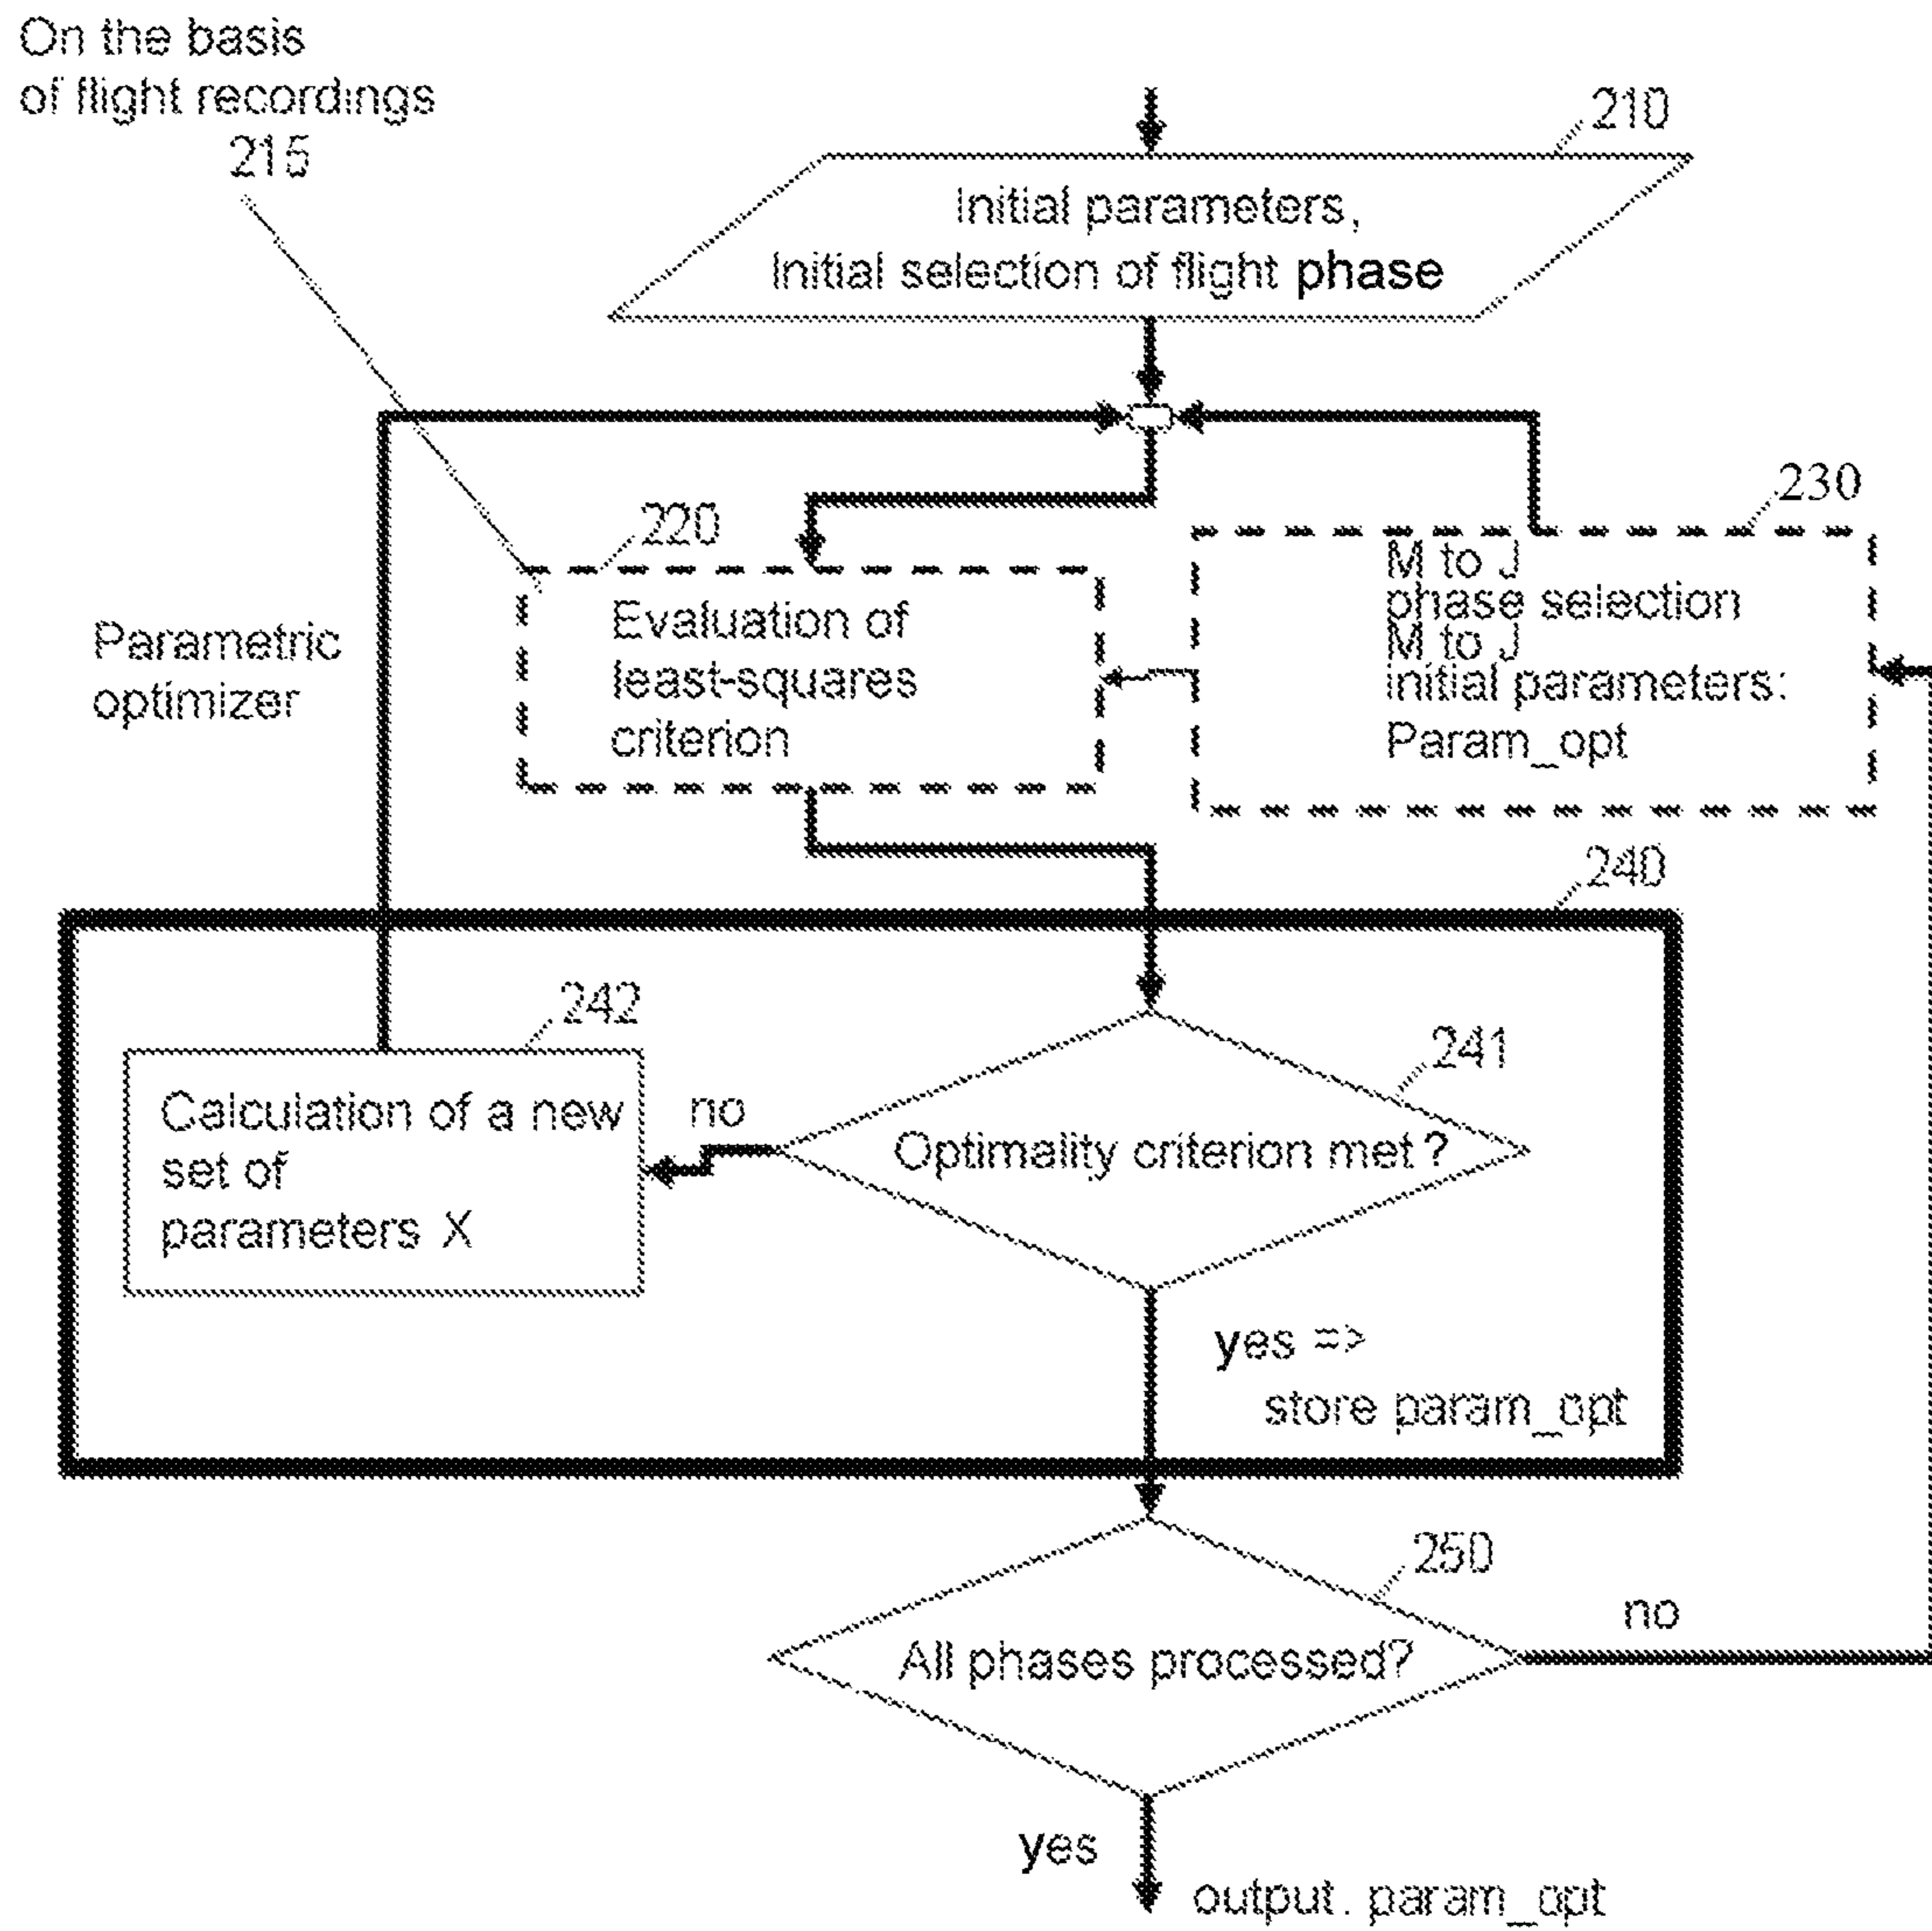 On the basis
of flight recordings
215
210
Initial parameters,
Initial selection of flight phase
230
220
M to J
phase selection
M to J
initial parameters:
Param_opt
Evaluation of
least-squares
criterion
Parametric
optimizer
240
242
241
Calculation of a new
set of
parameters X
no
Optimality criterion met ?
yes =>
store param_opt
250
no
All phases processed?
yes
output. param_opt